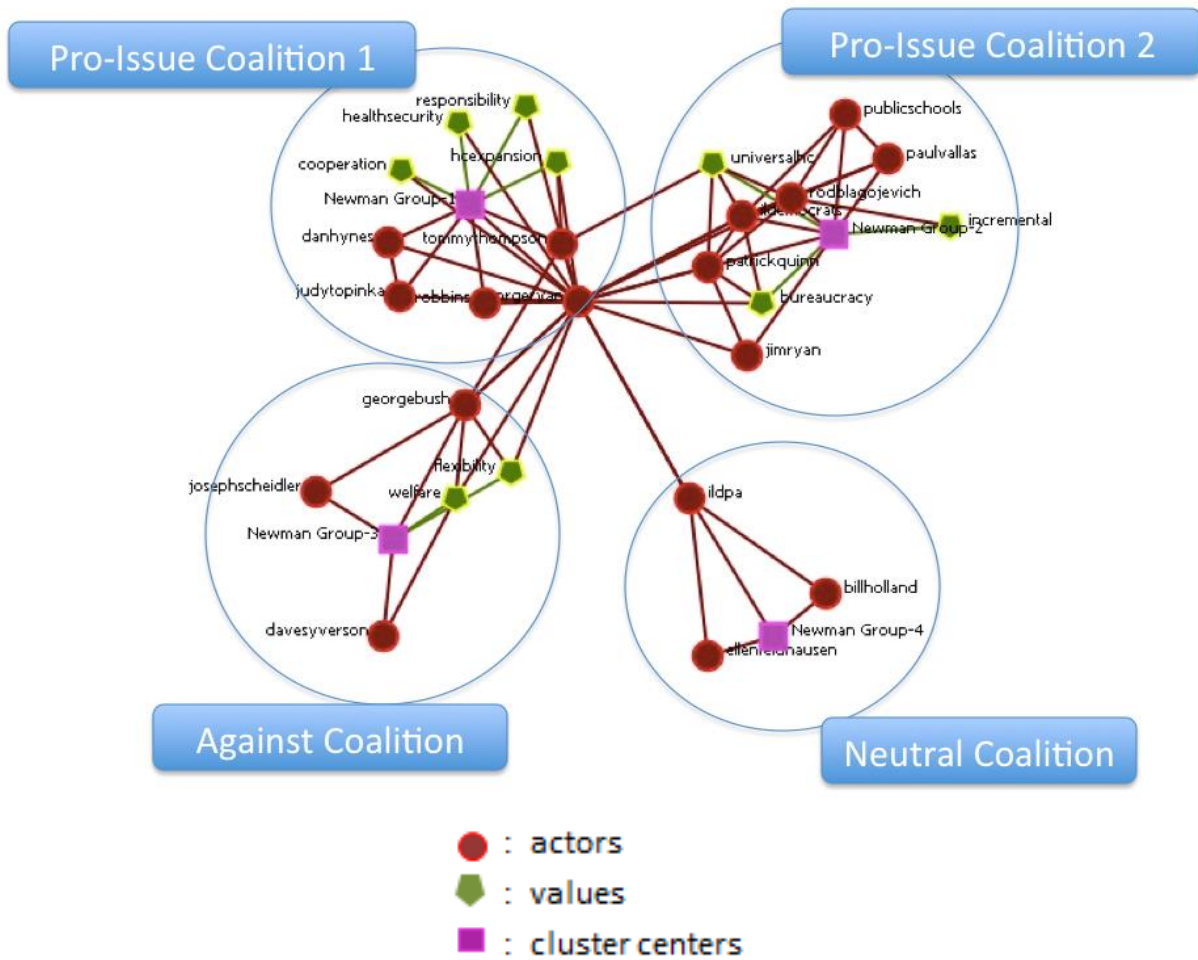 Pro-Issue Coalition 1
Pro-Issue Coalition 2
responsibility
healthsecurity
cooperation
hcexpansion
Newman Group-1
danhynes
tommythompson
judytopinka
robbins
publicschools
paulvallas
universalhc
rodblagojevich
ildemocrats
incremental
Newman Group-2
patrickquinn
bureaucracy
jimryan
georgebush
flexibility
josephscheidler
welfare
Newman Group-3
davesyverson
ildpa
billholland
Newman Group-4
Against Coalition
Neutral Coalition
: actors
: values
: cluster centers